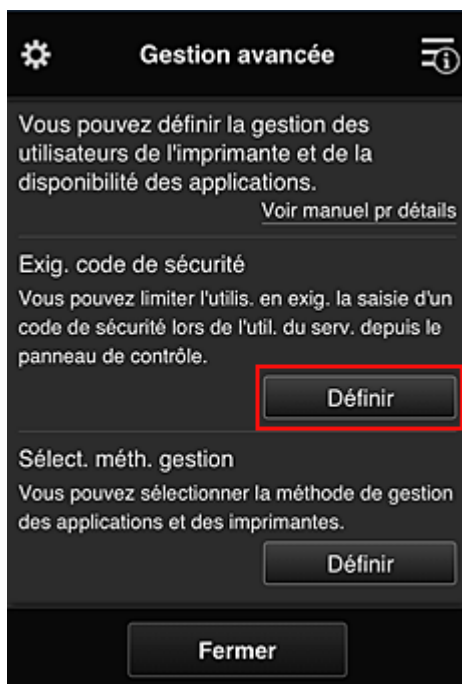 Gestion avancée
Vous pouvez définir la gestion des
utilisateurs de l'imprimante et de la
disponibilité des applications.
Voir manuel pr détails
Exig. code de sécurité
Vous pouvez limiter l'utilis. en exig. la saisie d'un
code de sécurité lors de l'util. du serv. depuis le
panneau de contrôle.
Définir
Sélect. méth. gestion
Vous pouvez sélectionner la méthode de gestion
des applications et des imprimantes.
Définir
Fermer